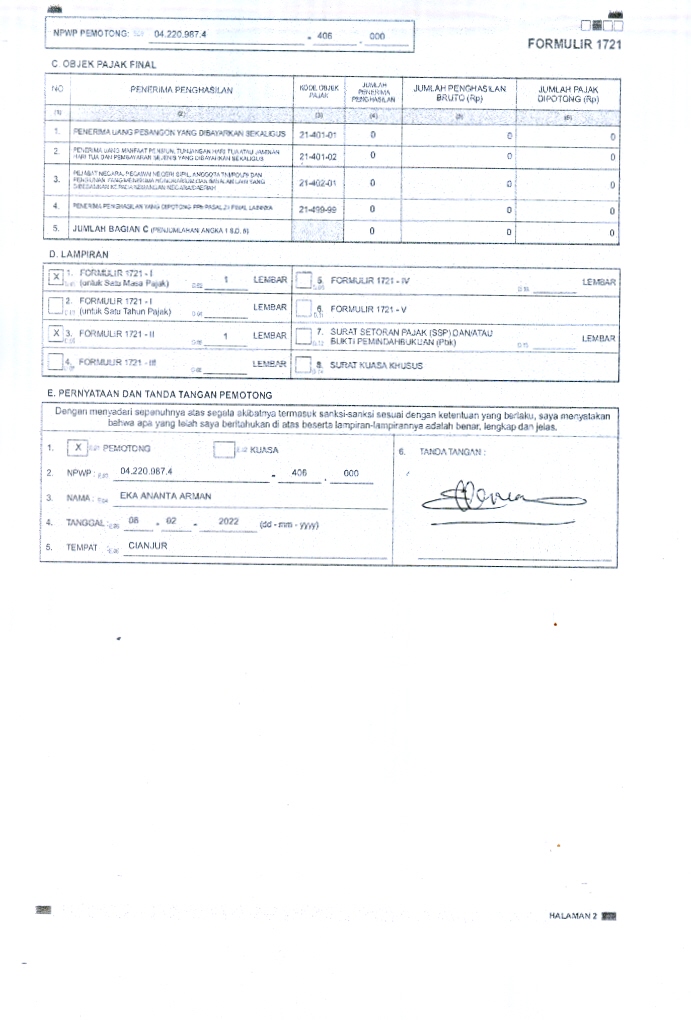 NPWP PEMOTONG: 04.220.987.4 - 406 . 000
FORMULIR 1721
C. OBJEK PAJAK FINAL
NO PENERIMA PENGHASILAN KODE OBJEK PAJAK JUMLAH PENERIMA PENGHASILAN JUMLAH PENGHASILAN BRUTO (Rp) JUMLAH PAJAK DIPOTONG (Rp)
(1) (2) (3) (4) (5) (6)
1. PENERIMA UANG PESANGON YANG DIBAYARKAN SEKALIGUS 21-401-01 0 0 0
2. PENERIMA UANG MANFAAT PENSIUN, TUNJANGAN HARI TUA ATAU JAMINAN HARI TUA DAN PEMBAYARAN SEJENIS YANG DIBAYARKAN SEKALIGUS 21-401-02 0 0 0
3. PEJABAT NEGARA, PEGAWAI NEGERI SIPIL, ANGGOTA TNI/POLRI DAN PENSIUNAN YANG MENERIMA HONORARIUM DAN IMBALAN LAIN YANG DIBEBANKAN KEPADA KEUANGAN NEGARA/DAERAH 21-402-01 0 0 0
4. PENERIMA PENGHASILAN YANG DIPOTONG PPh PASAL 21 FINAL LAINNYA 21-499-99 0 0 0
5. JUMLAH BAGIAN C (PENJUMLAHAN ANGKA 1 S.D. 4) 0 0 0
D. LAMPIRAN
X 1. FORMULIR 1721 - I
(untuk Satu Masa Pajak) 1 LEMBAR
5. FORMULIR 1721 - IV LEMBAR
2. FORMULIR 1721 - I
(untuk Satu Tahun Pajak) LEMBAR
6. FORMULIR 1721 - V
X 3. FORMULIR 1721 - II 1 LEMBAR
7. SURAT SETORAN PAJAK (SSP) DAN/ATAU
BUKTI PEMINDAHBUKUAN (Pbk) LEMBAR
4. FORMULIR 1721 - III LEMBAR
8. SURAT KUASA KHUSUS
E. PERNYATAAN DAN TANDA TANGAN PEMOTONG
Dengan menyadari sepenuhnya atas segala akibatnya termasuk sanksi-sanksi sesuai dengan ketentuan yang berlaku, saya menyatakan
bahwa apa yang telah saya beritahukan di atas beserta lampiran-lampirannya adalah benar, lengkap dan jelas.
1. X PEMOTONG KUASA
6. TANDA TANGAN :
2. NPWP : 04.220.987.4 - 406 . 000
3. NAMA : EKA ANANTA ARMAN
4. TANGGAL : 08 - 02 - 2022 (dd - mm - yyyy)
5. TEMPAT : CIANJUR
HALAMAN 2